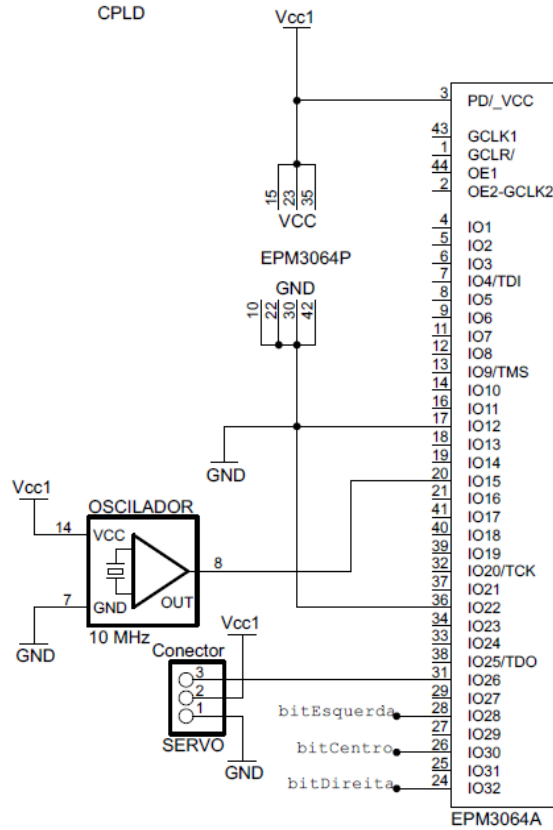 CPLD
Vcc1
3 PD/_VCC
43 GCLK1
1 GCLR/
44 OE1
2 OE2-GCLK2
15 23 35
VCC
EPM3064P
GND
10 22 30 42
4 IO1
5 IO2
6 IO3
7 IO4/TDI
8 IO5
9 IO6
11 IO7
12 IO8
13 IO9/TMS
14 IO10
16 IO11
17 IO12
18 IO13
19 IO14
20 IO15
21 IO16
41 IO17
40 IO18
39 IO19
32 IO20/TCK
37 IO21
36 IO22
34 IO23
33 IO24
38 IO25/TDO
31 IO26
29 IO27
28 IO28
27 IO29
26 IO30
25 IO31
24 IO32
EPM3064A
GND
Vcc1
OSCILADOR
14 VCC
8
7 GND
OUT
10 MHz
GND
Vcc1
Conector
3
2
1
SERVO
GND
bitEsquerda
bitCentro
bitDireita